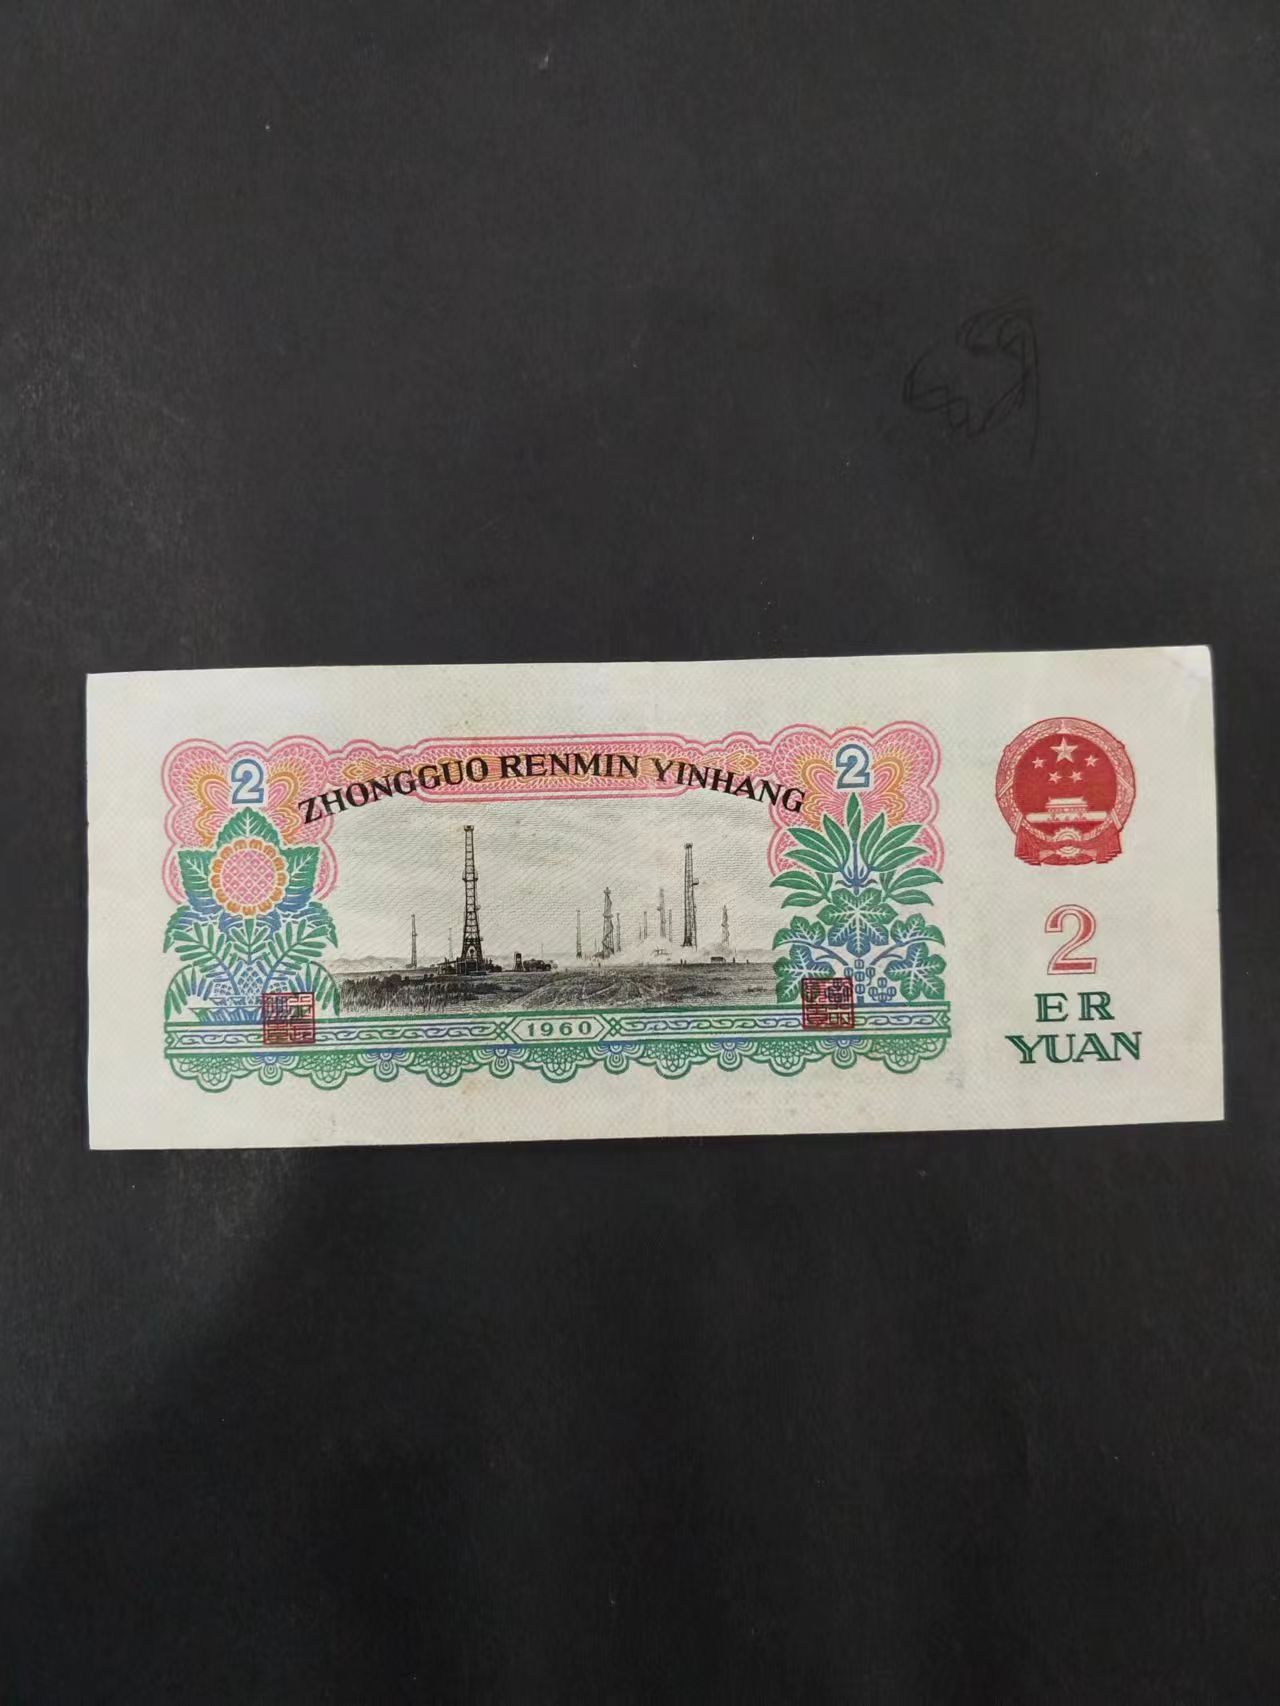 2
ZHONGGUO RENMIN YINHANG
2
1960
2
ER
YUAN